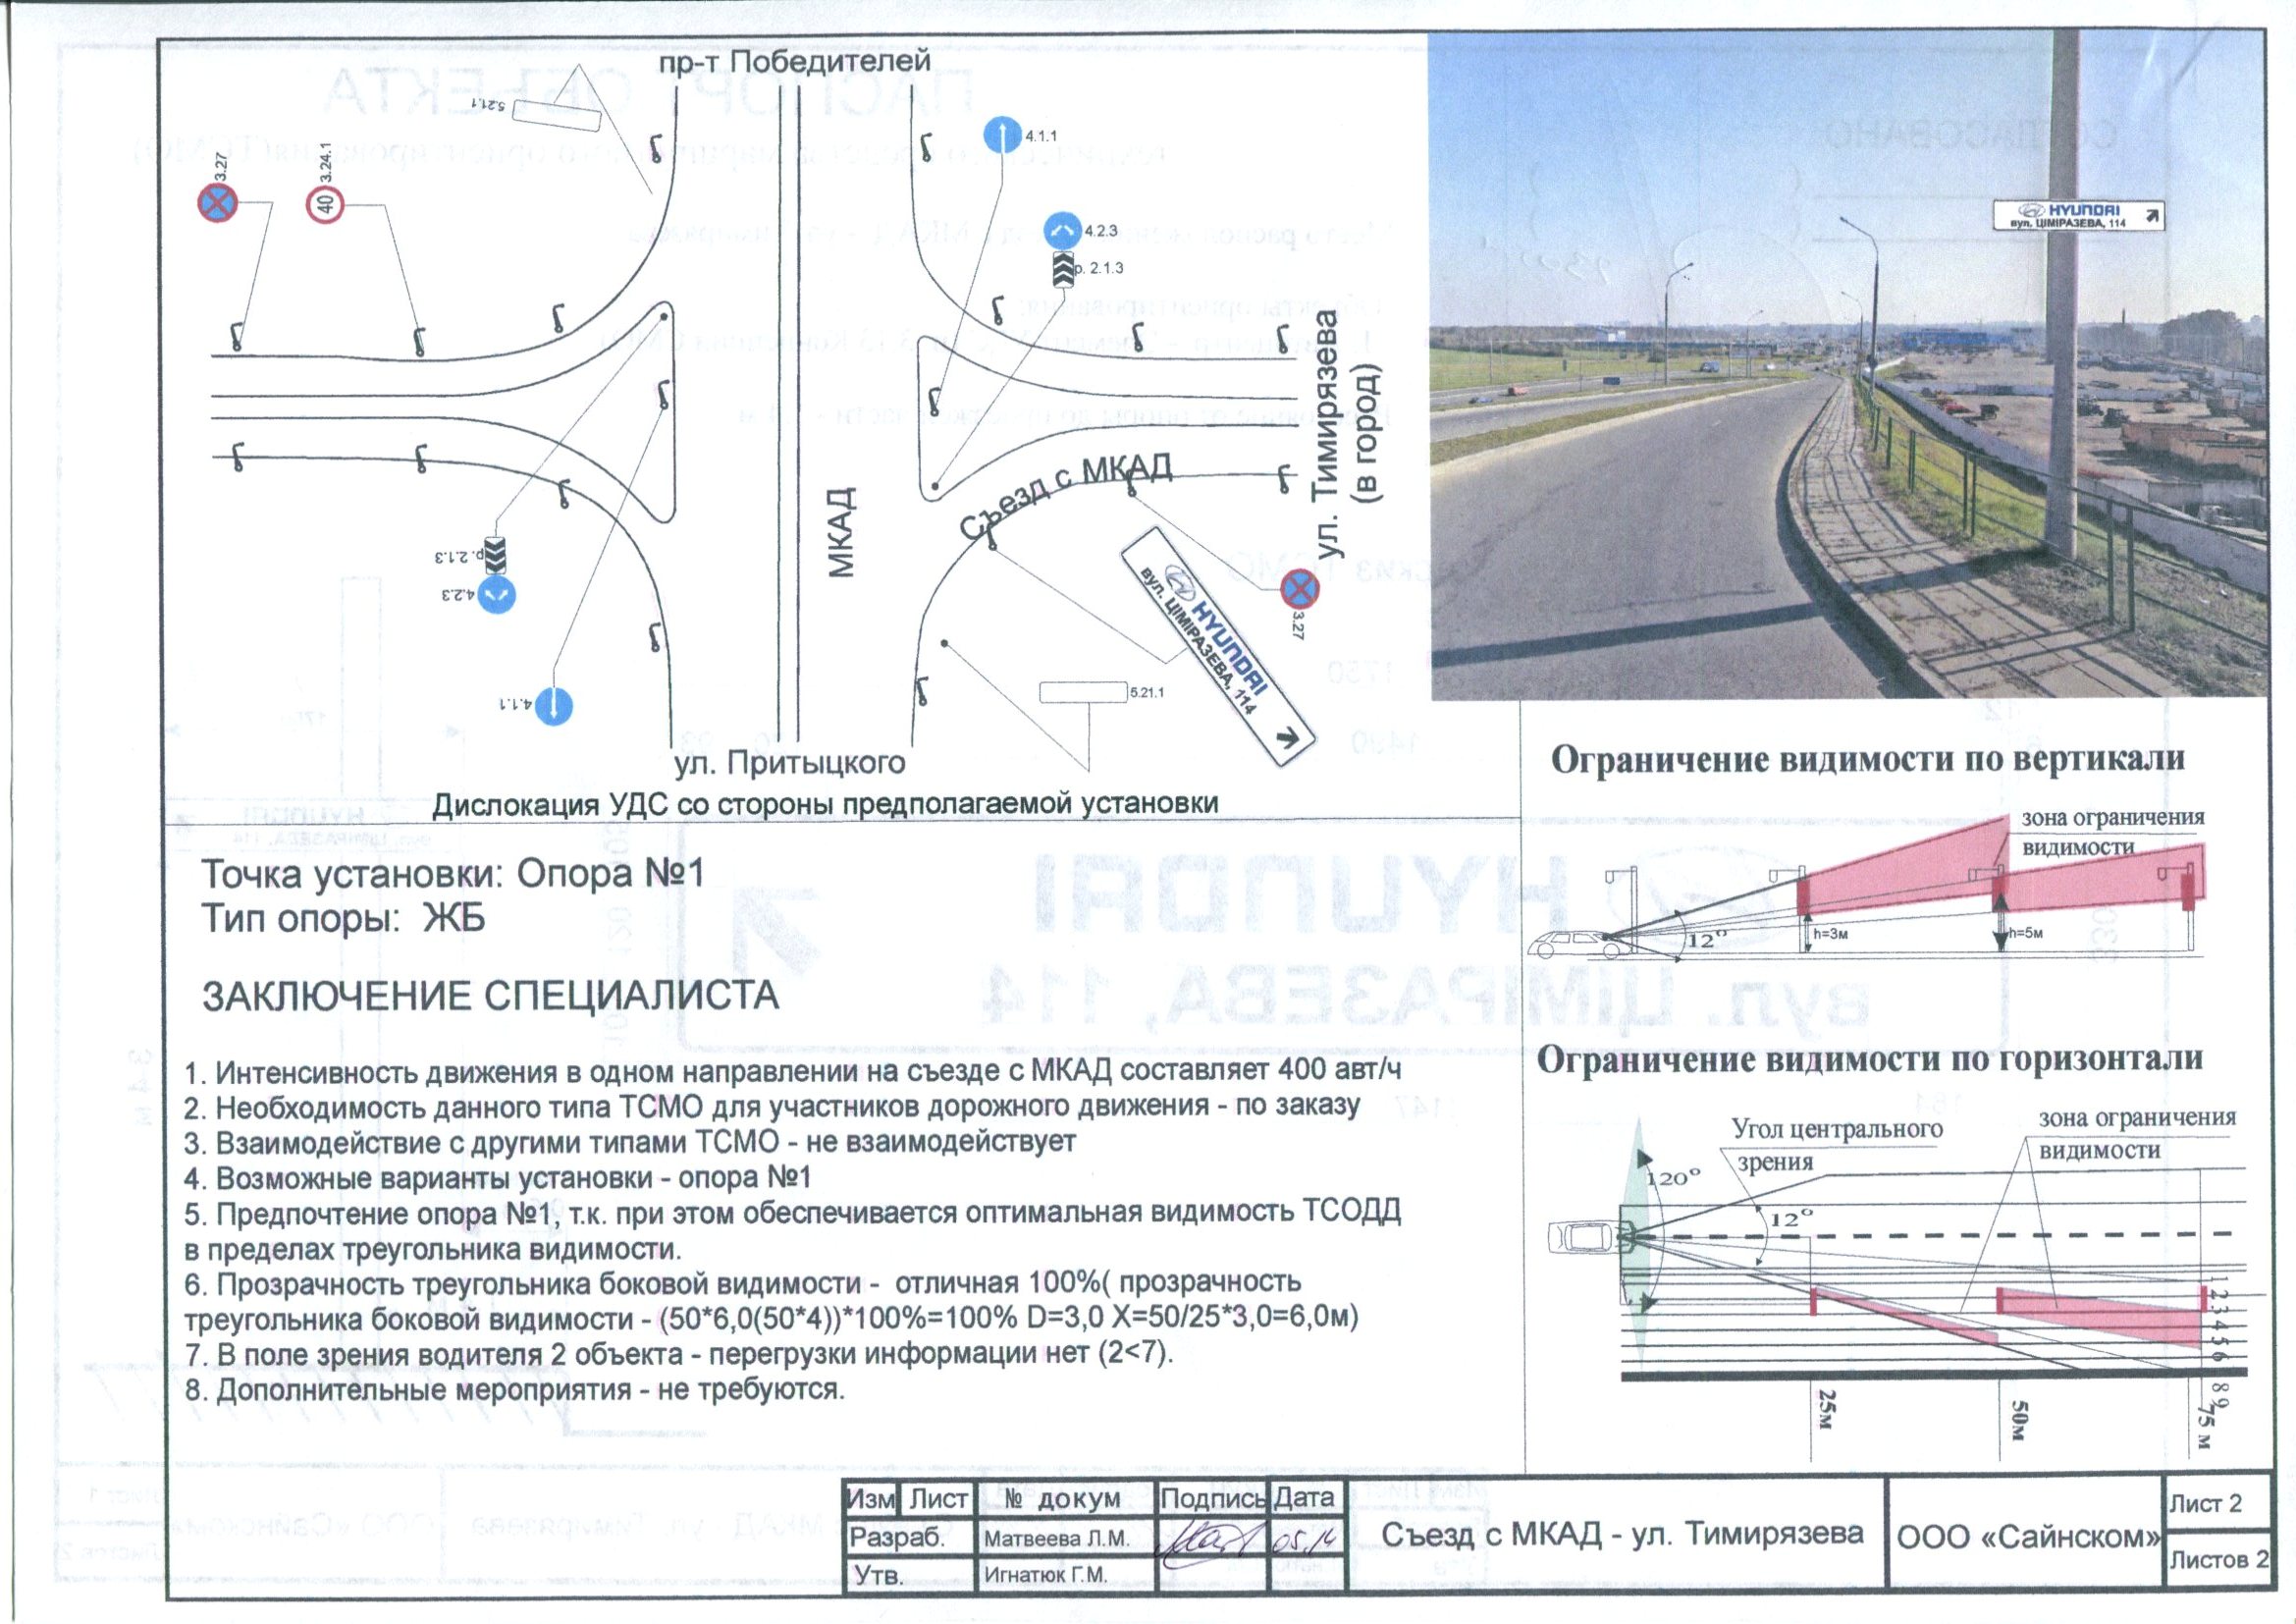 пр-т Победителей
5.21.1
3.27
40
3.24.1
4.1.1
4.2.3
р. 2.1.3
ул. Тимирязева
(в город)
МКАД
Съезд с МКАД
р. 2.1.3
4.2.3
4.1.1
HYUNDAI
вул. ЦІМІРАЗЕВА, 114
3.27
5.21.1
ул. Притыцкого
Дислокация УДС со стороны предполагаемой установки
HYUNDAI
вул. ЦІМІРАЗЕВА, 114
Точка установки: Опора №1
Тип опоры: ЖБ
ЗАКЛЮЧЕНИЕ СПЕЦИАЛИСТА
1. Интенсивность движения в одном направлении на съезде с МКАД составляет 400 авт/ч
2. Необходимость данного типа ТСМО для участников дорожного движения - по заказу
3. Взаимодействие с другими типами ТСМО - не взаимодействует
4. Возможные варианты установки - опора №1
5. Предпочтение опора №1, т.к. при этом обеспечивается оптимальная видимость ТСОДД
в пределах треугольника видимости.
6. Прозрачность треугольника боковой видимости - отличная 100%( прозрачность
треугольника боковой видимости - (50*6,0(50*4))*100%=100% D=3,0 X=50/25*3,0=6,0м)
7. В поле зрения водителя 2 объекта - перегрузки информации нет (2<7).
8. Дополнительные мероприятия - не требуются.
Ограничение видимости по вертикали
зона ограничения
видимости
12°
h=3м
h=5м
Ограничение видимости по горизонтали
Угол центрального
зрения
зона ограничения
видимости
120°
12°
1
2
3
4
5
6
8
9
25м
50м
75 м
Изм Лист № докум Подпись Дата
Разраб. Матвеева Л.М. 05.14
Утв. Игнатюк Г.М.
Съезд с МКАД - ул. Тимирязева
ООО «Сайнском»
Лист 2
Листов 2